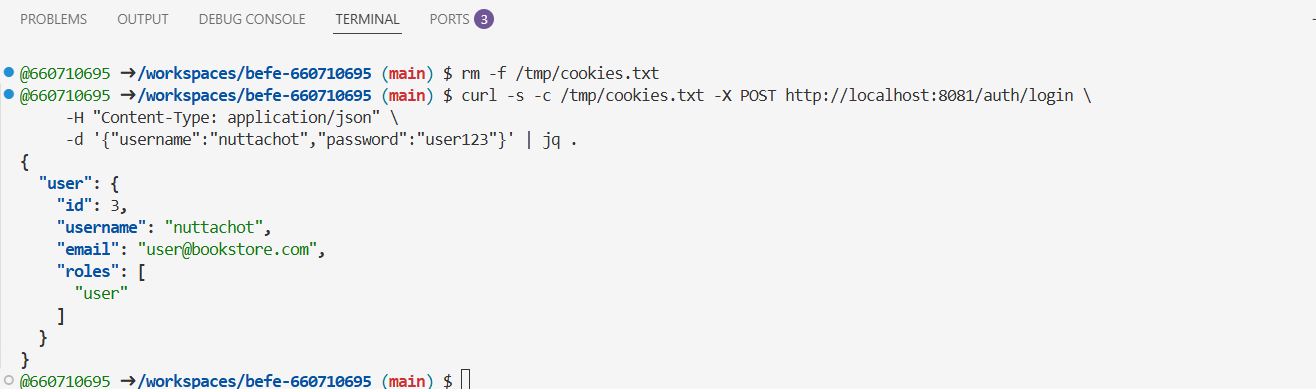 PROBLEMS OUTPUT DEBUG CONSOLE TERMINAL PORTS 3
@660710695 ➜/workspaces/befe-660710695 (main) $ rm -f /tmp/cookies.txt
@660710695 ➜/workspaces/befe-660710695 (main) $ curl -s -c /tmp/cookies.txt -X POST http://localhost:8081/auth/login \
     -H "Content-Type: application/json" \
     -d '{"username":"nuttachot","password":"user123"}' | jq .
{
  "user": {
    "id": 3,
    "username": "nuttachot",
    "email": "user@bookstore.com",
    "roles": [
      "user"
    ]
  }
}
@660710695 ➜/workspaces/befe-660710695 (main) $